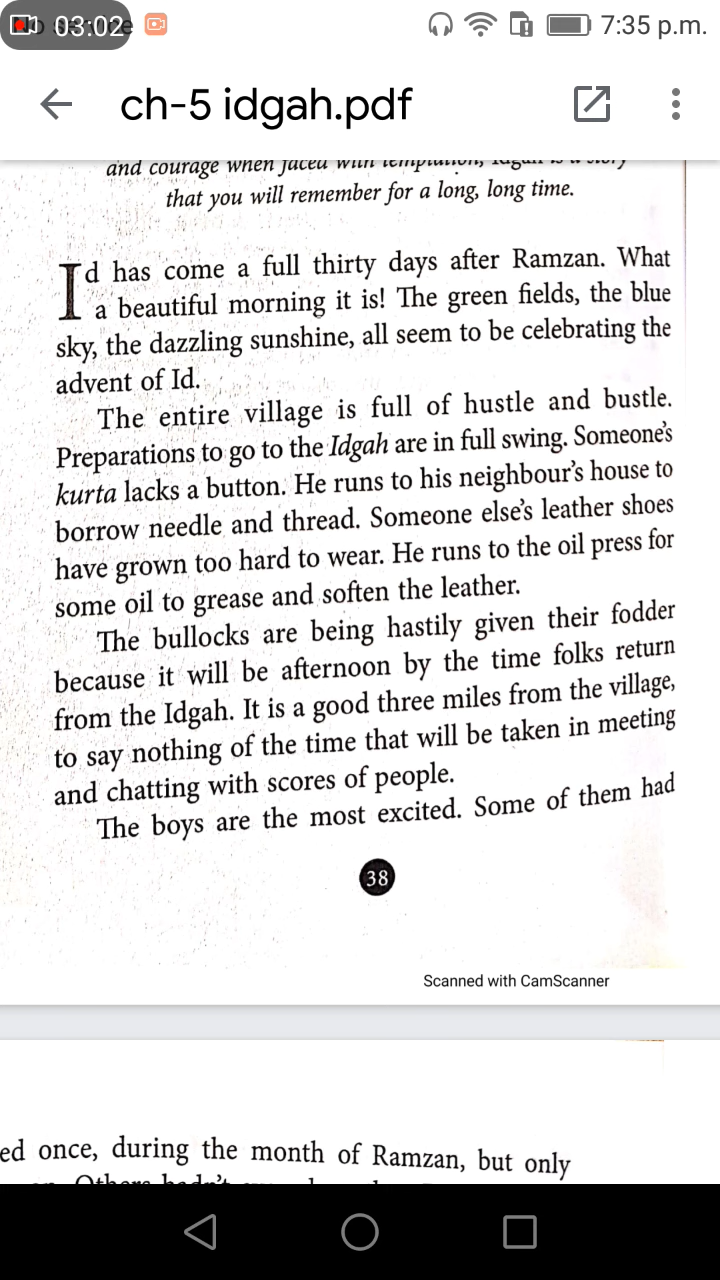 03:02
7:35 p.m.
ch-5 idgah.pdf
and courage when faced with temptation, Idgah is a story
that you will remember for a long, long time.
Id has come a full thirty days after Ramzan. What
a beautiful morning it is! The green fields, the blue
sky, the dazzling sunshine, all seem to be celebrating the
advent of Id.
The entire village is full of hustle and bustle.
Preparations to go to the Idgah are in full swing. Someone's
kurta lacks a button. He runs to his neighbour's house to
borrow needle and thread. Someone else's leather shoes
have grown too hard to wear. He runs to the oil press for
some oil to grease and soften the leather.
The bullocks are being hastily given their fodder
because it will be afternoon by the time folks return
from the Idgah. It is a good three miles from the village,
to say nothing of the time that will be taken in meeting
and chatting with scores of people.
The boys are the most excited. Some of them had
38
Scanned with CamScanner
ed once, during the month of Ramzan, but only
Others hadn't